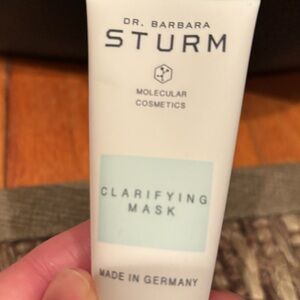 DR. BARBARA
STURM
MOLECULAR
COSMETICS
CLARIFYING
MASK
MADE IN GERMANY